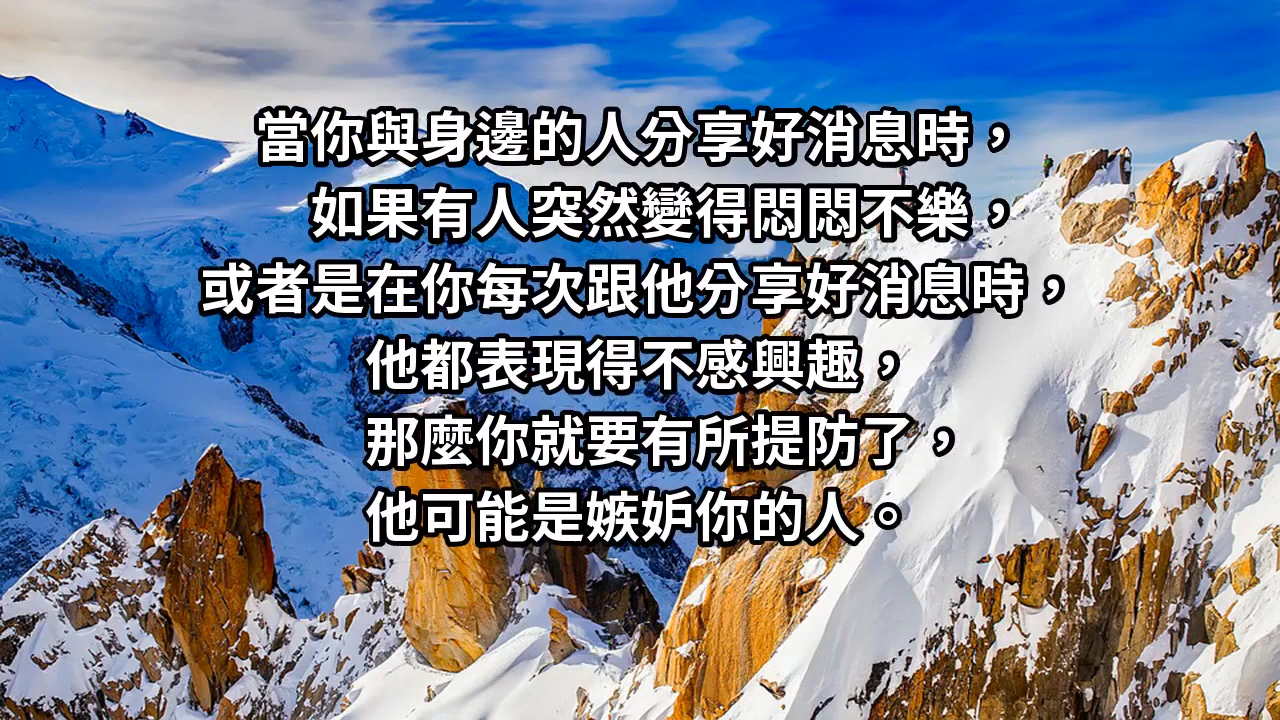 當你與身邊的人分享好消息時，
如果有人突然變得悶悶不樂，
或者是在你每次跟他分享好消息時，
他都表現得不感興趣，
那麼你就要有所提防了，
他可能是嫉妒你的人。